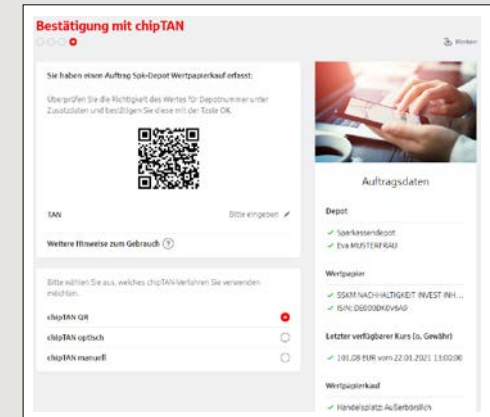 Bestätigung mit chipTAN
Merken
Sie haben einen Auftrag Spk-Depot Wertpapierkauf erfasst:
Überprüfen Sie die Richtigkeit des Wertes für Depotnummer unter
Zusatzdaten und bestätigen Sie diese mit der Taste OK.
TAN
Bitte eingeben
Weitere Hinweise zum Gebrauch
Bitte wählen Sie aus, welches chipTAN-Verfahren Sie verwenden
möchten.
chipTAN QR
chipTAN optisch
chipTAN manuell
Auftragsdaten
Depot
Sparkassendepot
Eva MUSTERFRAU
Wertpapier
SSKM NACHHALTIGKEIT INVEST INH...
ISIN: DE000DK0V6A0
Letzter verfügbarer Kurs (o. Gewähr)
101,08 EUR vom 22.01.2021 13:00:00
Wertpapierkauf
Handelsplatz: Außerbörslich